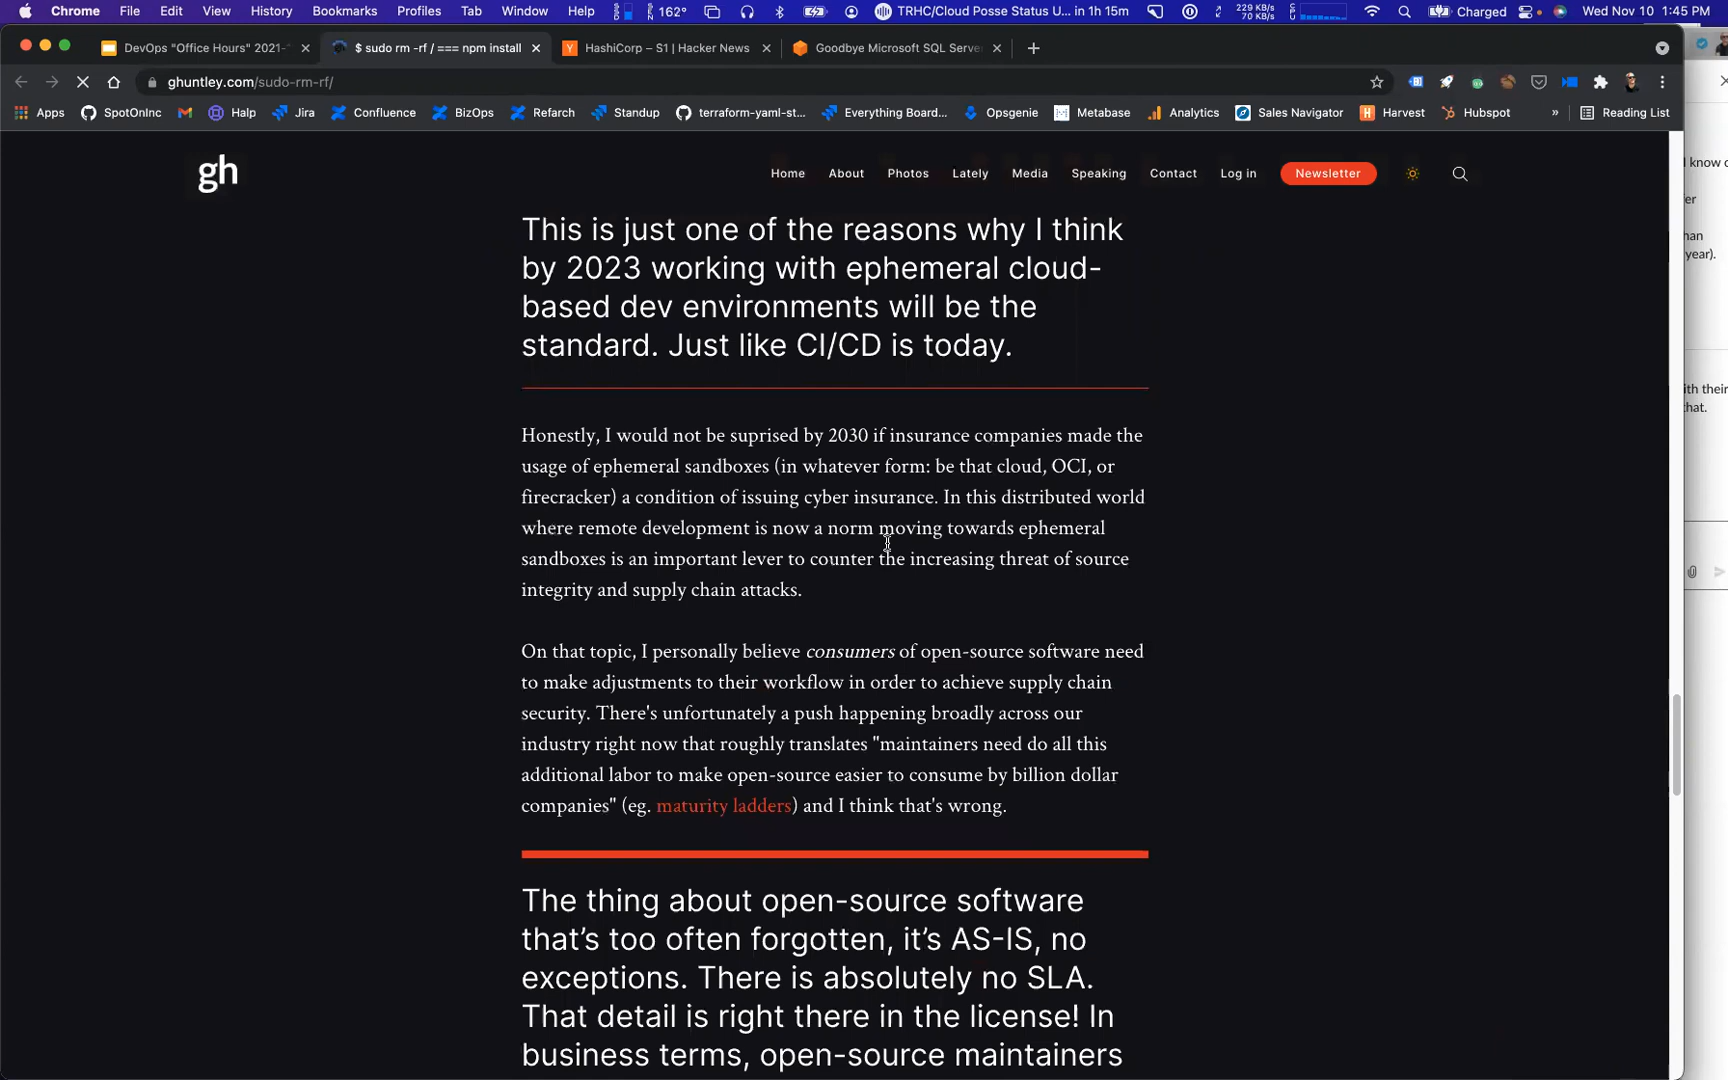 Chrome File Edit View History Bookmarks Profiles Tab Window Help 162° TRHC/Cloud Posse Status U... in 1h 15m 229 KB/s 70 KB/s Charged Wed Nov 10 1:45 PM
DevOps "Office Hours" 2021- $ sudo rm -rf / === npm install HashiCorp – S1 | Hacker News Goodbye Microsoft SQL Serve
ghuntley.com/sudo-rm-rf/
Apps SpotOnInc Halp Jira Confluence BizOps Refarch Standup terraform-yaml-st... Everything Board... Opsgenie Metabase Analytics Sales Navigator Harvest Hubspot » Reading List
gh
Home About Photos Lately Media Speaking Contact Log in Newsletter
This is just one of the reasons why I think
by 2023 working with ephemeral cloud-
based dev environments will be the
standard. Just like CI/CD is today.
Honestly, I would not be suprised by 2030 if insurance companies made the
usage of ephemeral sandboxes (in whatever form: be that cloud, OCI, or
firecracker) a condition of issuing cyber insurance. In this distributed world
where remote development is now a norm moving towards ephemeral
sandboxes is an important lever to counter the increasing threat of source
integrity and supply chain attacks.
On that topic, I personally believe consumers of open-source software need
to make adjustments to their workflow in order to achieve supply chain
security. There's unfortunately a push happening broadly across our
industry right now that roughly translates "maintainers need do all this
additional labor to make open-source easier to consume by billion dollar
companies" (eg. maturity ladders) and I think that's wrong.
The thing about open-source software
that's too often forgotten, it's AS-IS, no
exceptions. There is absolutely no SLA.
That detail is right there in the license! In
business terms, open-source maintainers
know
year).
their
that.